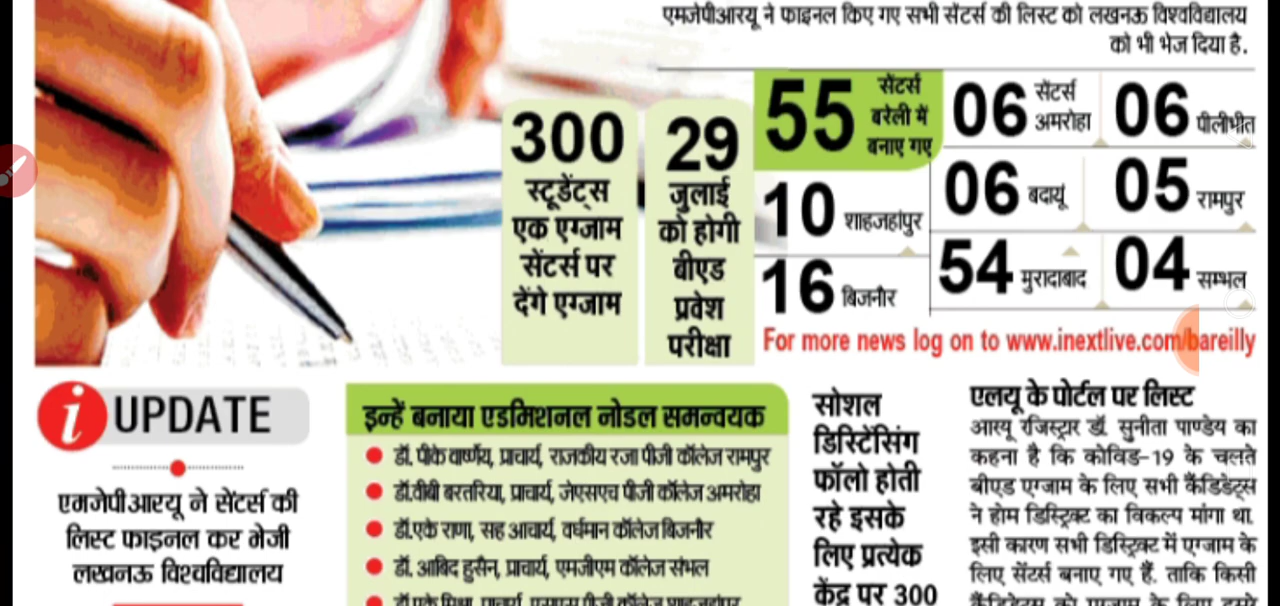 एमजेपीआरयू ने फाइनल किए गए सभी सेंटर्स की लिस्ट को लखनऊ विश्वविद्यालय
को भी भेज दिया है.
300
स्टूडेंट्स
एक एग्जाम
सेंटर्स पर
देंगे एग्जाम
29
जुलाई
को होगी
बीएड
प्रवेश
परीक्षा
55 सेंटर्स
बरेली में
बनाए गए
06 सेंटर्स
अमरोहा
06 पीलीभीत
10 शाहजहांपुर
06 बदायूं
05 रामपुर
16 बिजनौर
54 मुरादाबाद
04 सम्भल
For more news log on to www.inextlive.com/bareilly
i UPDATE
एमजेपीआरयू ने सेंटर्स की
लिस्ट फाइनल कर भेजी
लखनऊ विश्वविद्यालय
इन्हें बनाया एडमिशनल नोडल समन्वयक
डॉ. पीके वार्ष्णेय, प्राचार्य, राजकीय रजा पीजी कॉलेज रामपुर
डॉ.वीबी बरतरिया, प्राचार्य, जेएसएच पीजी कॉलेज अमरोहा
डॉ.एके राणा, सह आचार्य, वर्धमान कॉलेज बिजनौर
डॉ. आबिद हुसैन, प्राचार्य, एमजीएम कॉलेज संभल
सोशल
डिस्टेंसिंग
फॉलो होती
रहे इसके
लिए प्रत्येक
केंद्र पर 300
एलयू के पोर्टल पर लिस्ट
आरयू रजिस्ट्रार डॉ. सुनीता पाण्डेय का
कहना है कि कोविड-19 के चलते
बीएड एग्जाम के लिए सभी कैंडिडेट्स
ने होम डिस्ट्रिक्ट का विकल्प मांगा था.
इसी कारण सभी डिस्ट्रिक्ट में एग्जाम के
लिए सेंटर्स बनाए गए हैं. ताकि किसी